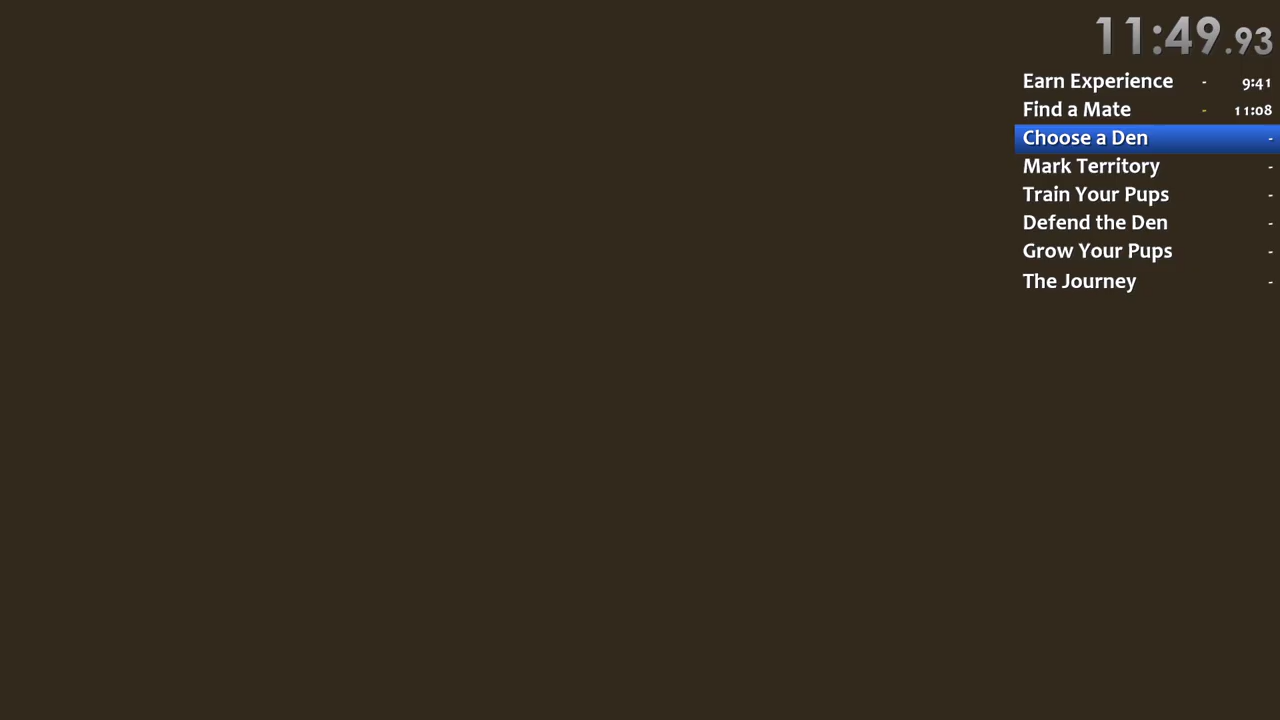 11:49.93
Earn Experience - 9:41
Find a Mate - 11:08
Choose a Den -
Mark Territory -
Train Your Pups -
Defend the Den -
Grow Your Pups -
The Journey -